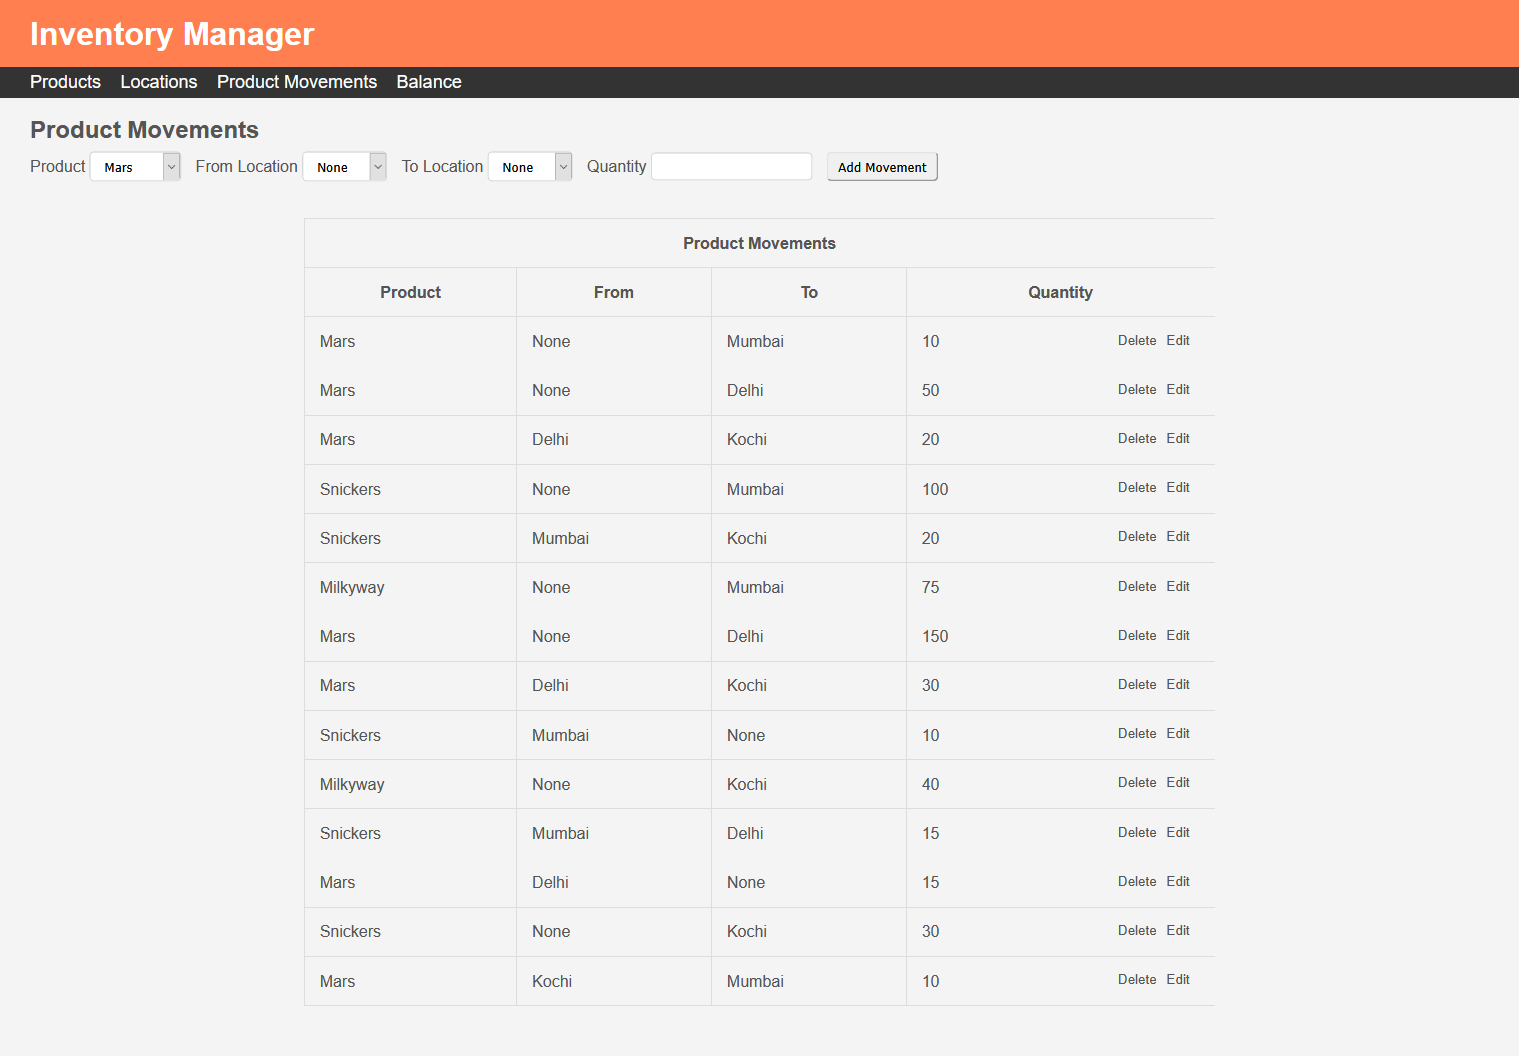 Inventory Manager
Products Locations Product Movements Balance
Product Movements
Product Mars From Location None To Location None Quantity Add Movement
Product Movements
Product From To Quantity
Mars None Mumbai 10 Delete Edit
Mars None Delhi 50 Delete Edit
Mars Delhi Kochi 20 Delete Edit
Snickers None Mumbai 100 Delete Edit
Snickers Mumbai Kochi 20 Delete Edit
Milkyway None Mumbai 75 Delete Edit
Mars None Delhi 150 Delete Edit
Mars Delhi Kochi 30 Delete Edit
Snickers Mumbai None 10 Delete Edit
Milkyway None Kochi 40 Delete Edit
Snickers Mumbai Delhi 15 Delete Edit
Mars Delhi None 15 Delete Edit
Snickers None Kochi 30 Delete Edit
Mars Kochi Mumbai 10 Delete Edit